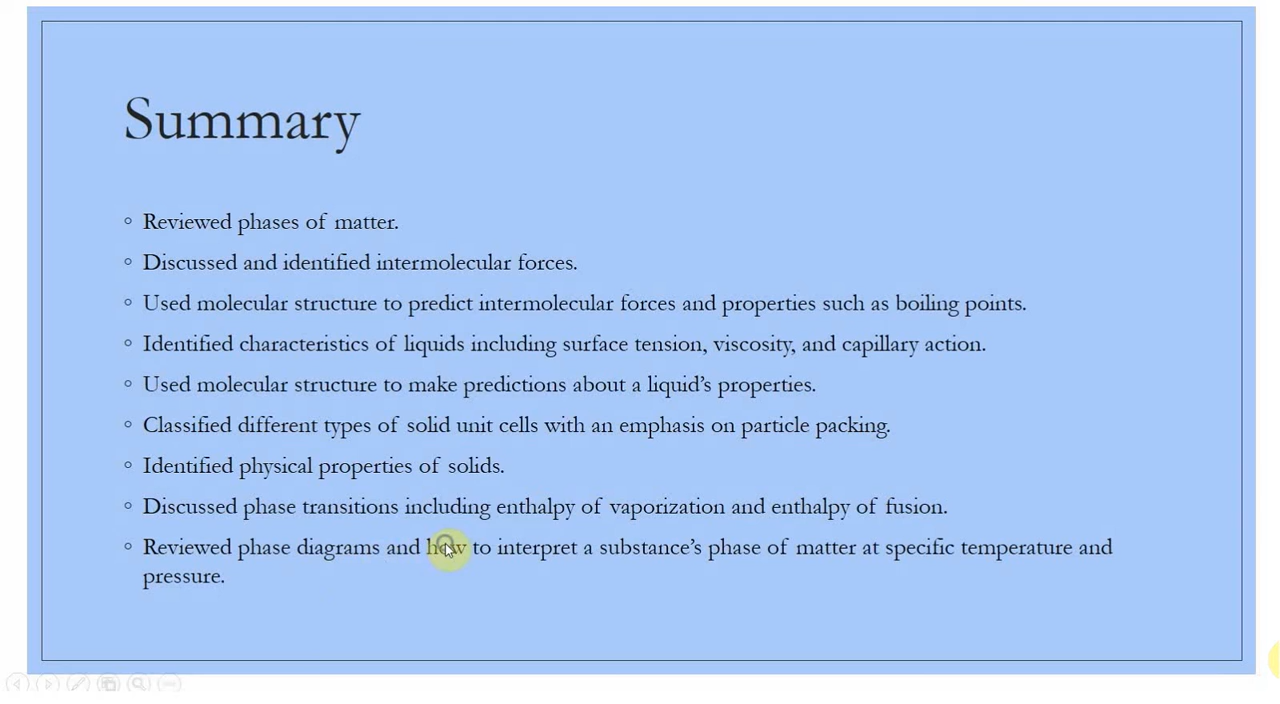 Summary
◦ Reviewed phases of matter.
◦ Discussed and identified intermolecular forces.
◦ Used molecular structure to predict intermolecular forces and properties such as boiling points.
◦ Identified characteristics of liquids including surface tension, viscosity, and capillary action.
◦ Used molecular structure to make predictions about a liquid’s properties.
◦ Classified different types of solid unit cells with an emphasis on particle packing.
◦ Identified physical properties of solids.
◦ Discussed phase transitions including enthalpy of vaporization and enthalpy of fusion.
◦ Reviewed phase diagrams and how to interpret a substance’s phase of matter at specific temperature and
pressure.